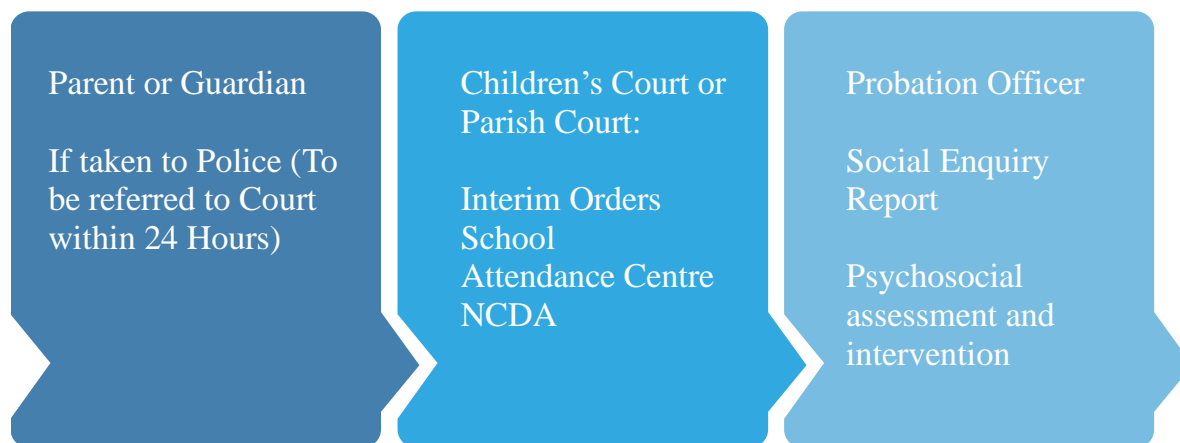 Parent or Guardian
If taken to Police (To
be referred to Court
within 24 Hours)
Children’s Court or
Parish Court:
Interim Orders
School
Attendance Centre
NCDA
Probation Officer
Social Enquiry
Report
Psychosocial
assessment and
intervention